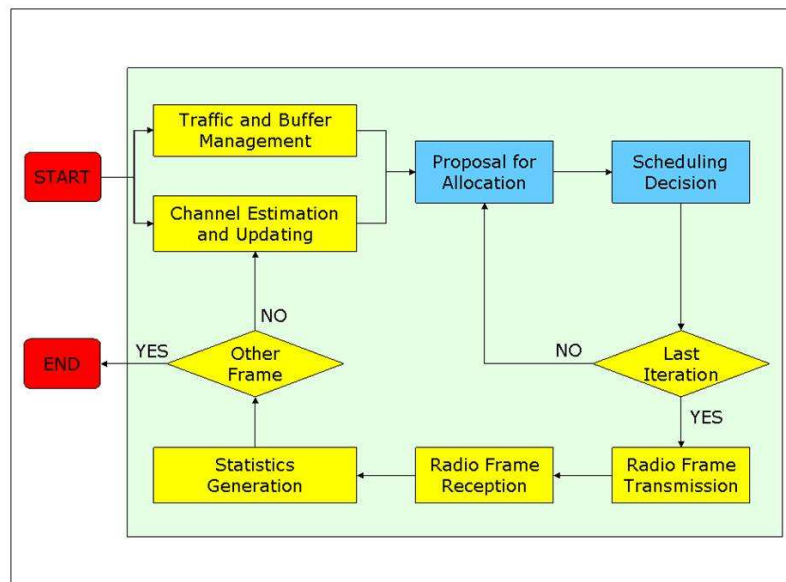 START
Traffic and Buffer
Management
Channel Estimation
and Updating
Proposal for
Allocation
Scheduling
Decision
END
YES
NO
Other
Frame
NO
Last
Iteration
YES
Statistics
Generation
Radio Frame
Reception
Radio Frame
Transmission